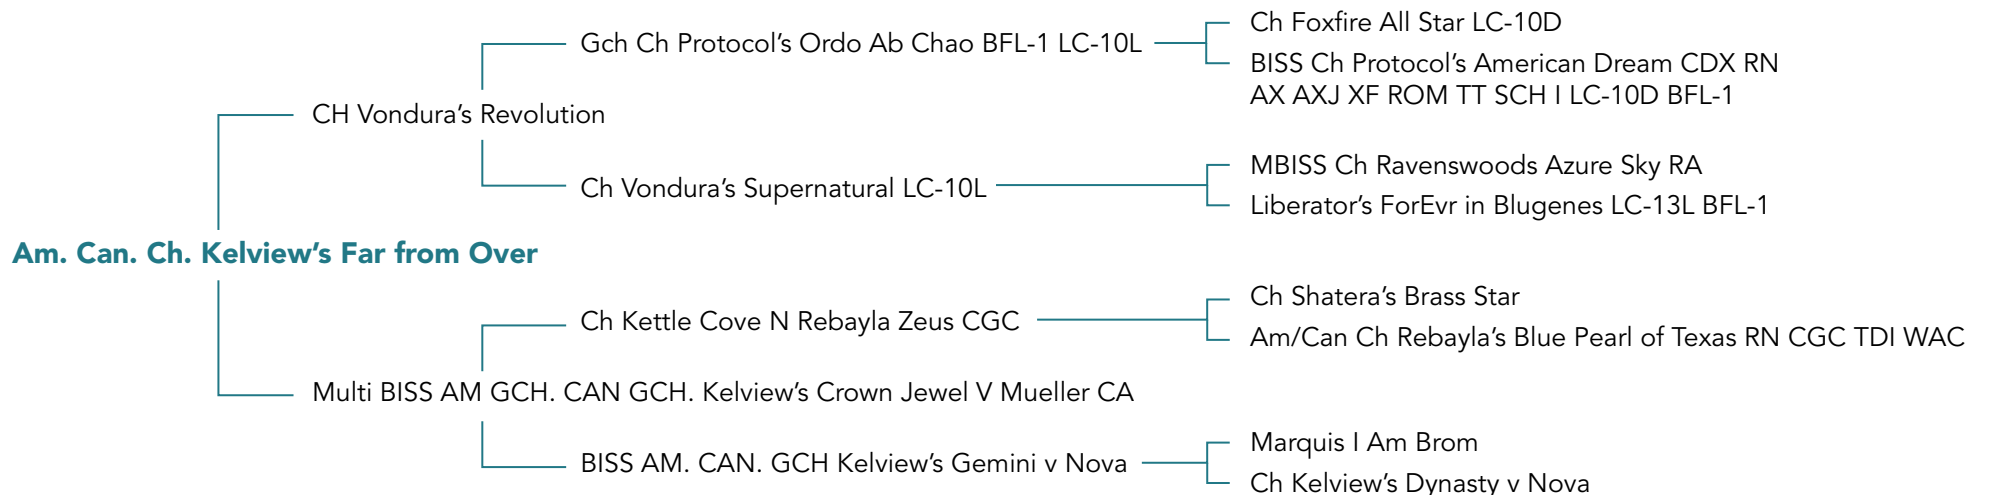 Ch Foxfire All Star LC-10D
Gch Ch Protocol’s Ordo Ab Chao BFL-1 LC-10L
BISS Ch Protocol’s American Dream CDX RN
AX AXJ XF ROM TT SCH I LC-10D BFL-1
CH Vondura’s Revolution
MBISS Ch Ravenswoods Azure Sky RA
Ch Vondura’s Supernatural LC-10L
Liberator’s ForEvr in Blugenes LC-13L BFL-1
Am. Can. Ch. Kelview’s Far from Over
Ch Shatera’s Brass Star
Ch Kettle Cove N Rebayla Zeus CGC
Am/Can Ch Rebayla’s Blue Pearl of Texas RN CGC TDI WAC
Multi BISS AM GCH. CAN GCH. Kelview’s Crown Jewel V Mueller CA
Marquis I Am Brom
BISS AM. CAN. GCH Kelview’s Gemini v Nova
Ch Kelview’s Dynasty v Nova